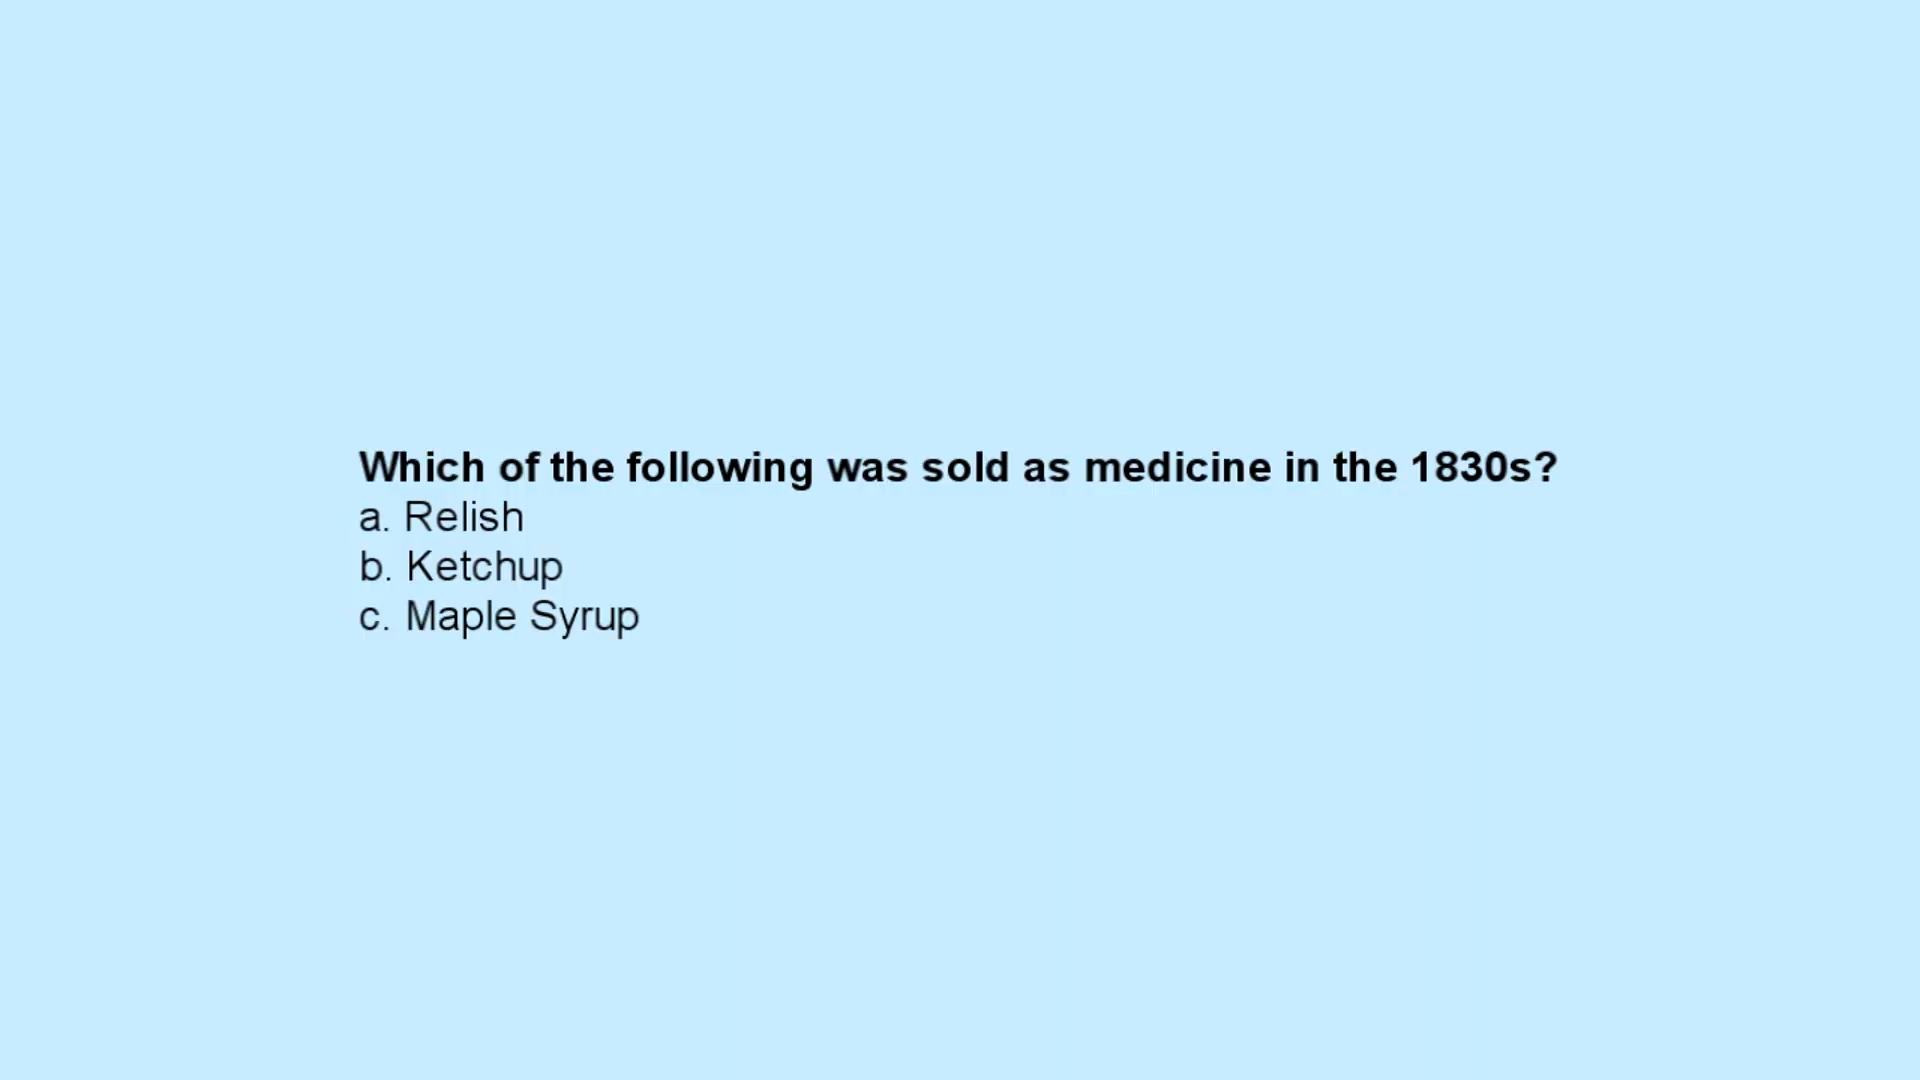 Which of the following was sold as medicine in the 1830s?
a. Relish
b. Ketchup
c. Maple Syrup